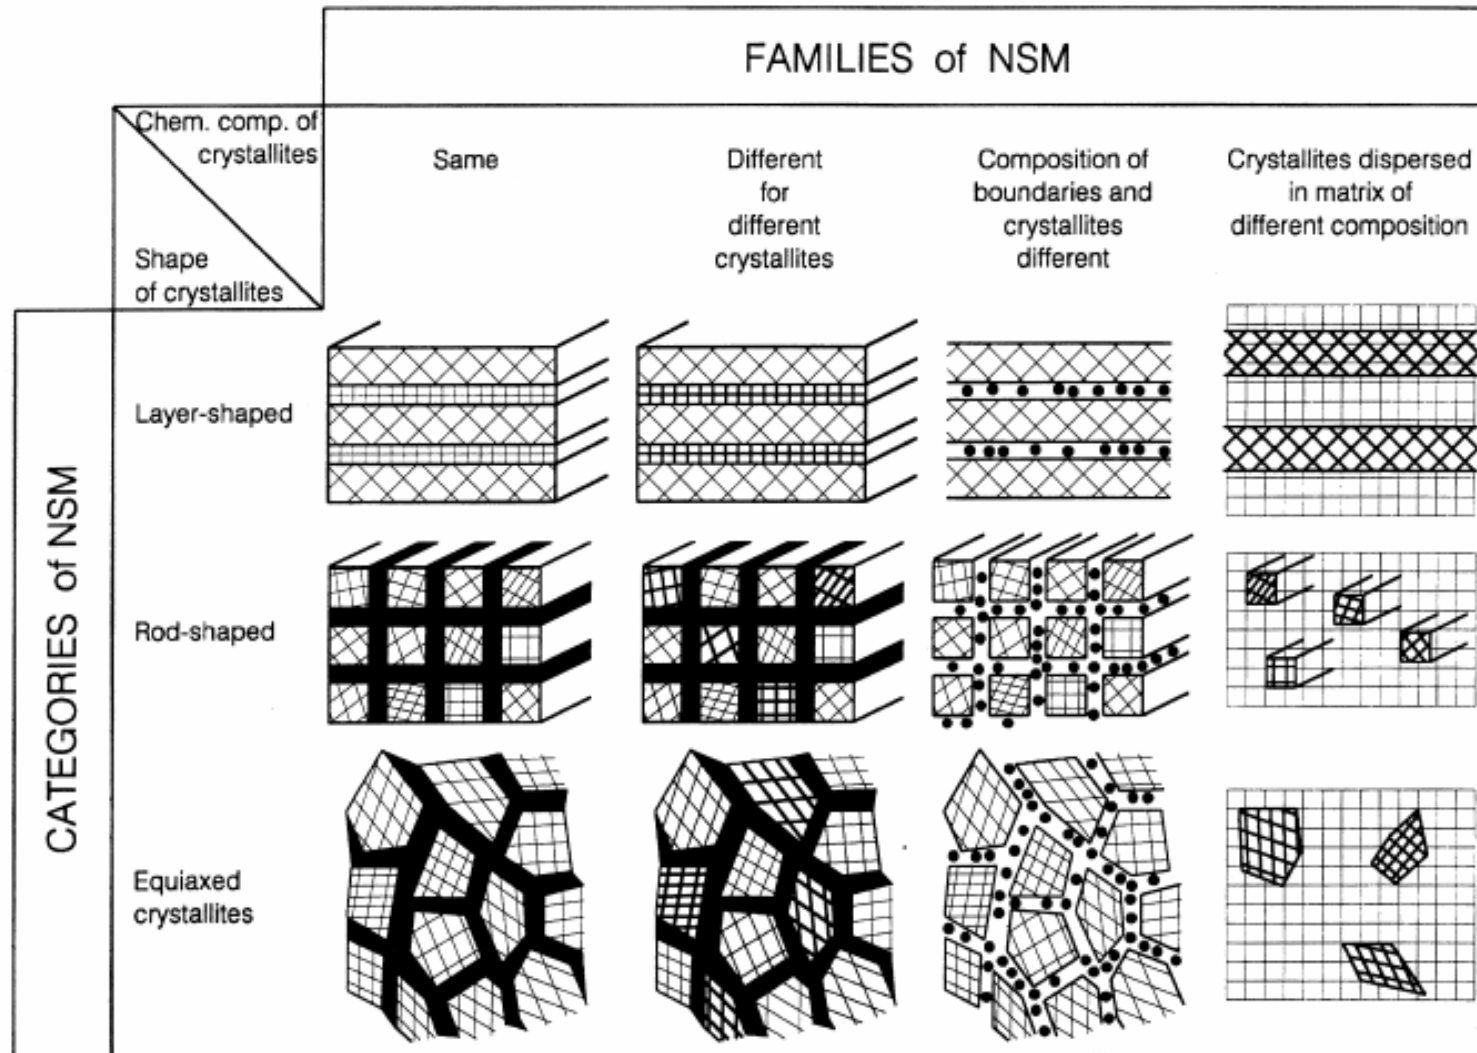 FAMILIES of NSM
Chem. comp. of
crystallites
Shape
of crystallites
Same
Different
for
different
crystallites
Composition of
boundaries and
crystallites
different
Crystallites dispersed
in matrix of
different composition
CATEGORIES of NSM
Layer-shaped
Rod-shaped
Equiaxed
crystallites